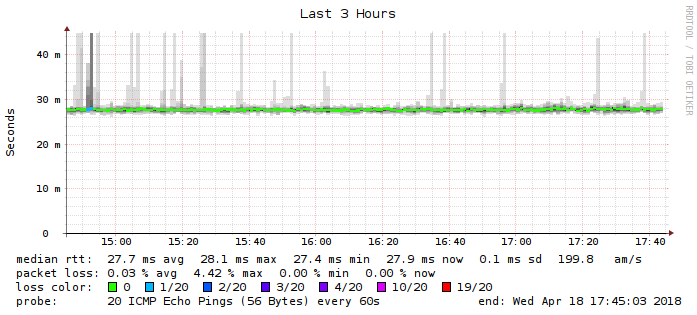 Last 3 Hours
RRDTOOL / TOBI OETIKER
Seconds
40 m
30 m
20 m
10 m
0
15:00 15:20 15:40 16:00 16:20 16:40 17:00 17:20 17:40
median rtt: 27.7 ms avg 28.1 ms max 27.4 ms min 27.9 ms now 0.1 ms sd 199.8 am/s
packet loss: 0.03 % avg 4.42 % max 0.00 % min 0.00 % now
loss color: 0 1/20 2/20 3/20 4/20 10/20 19/20
probe: 20 ICMP Echo Pings (56 Bytes) every 60s end: Wed Apr 18 17:45:03 2018